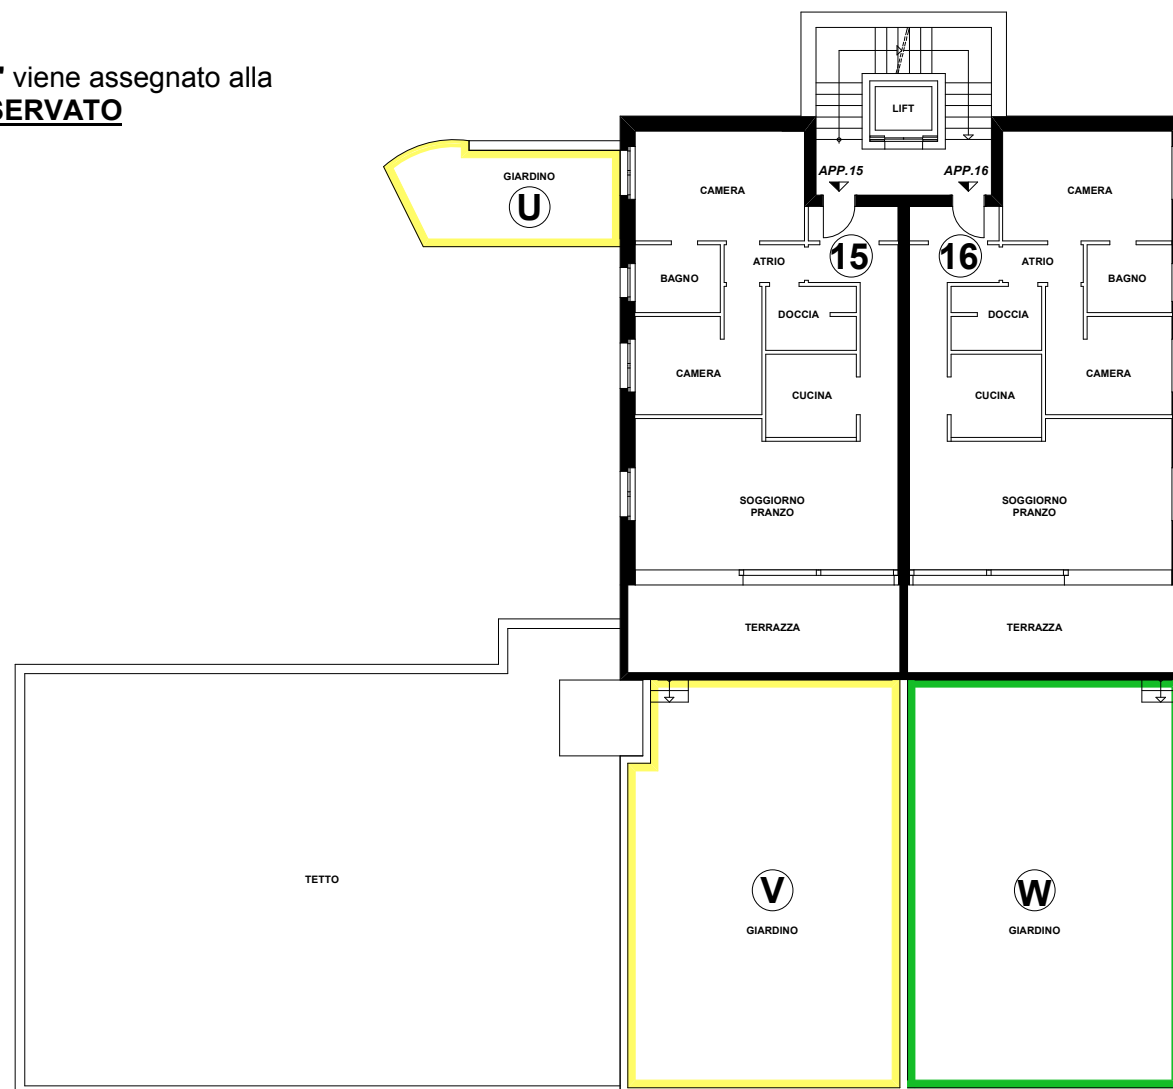 " viene assegnato alla
SERVATO
LIFT
APP.15
APP.16
GIARDINO
U
CAMERA
CAMERA
15
16
ATRIO
ATRIO
BAGNO
BAGNO
DOCCIA
DOCCIA
CAMERA
CAMERA
CUCINA
CUCINA
SOGGIORNO
PRANZO
SOGGIORNO
PRANZO
TERRAZZA
TERRAZZA
TETTO
V
GIARDINO
W
GIARDINO